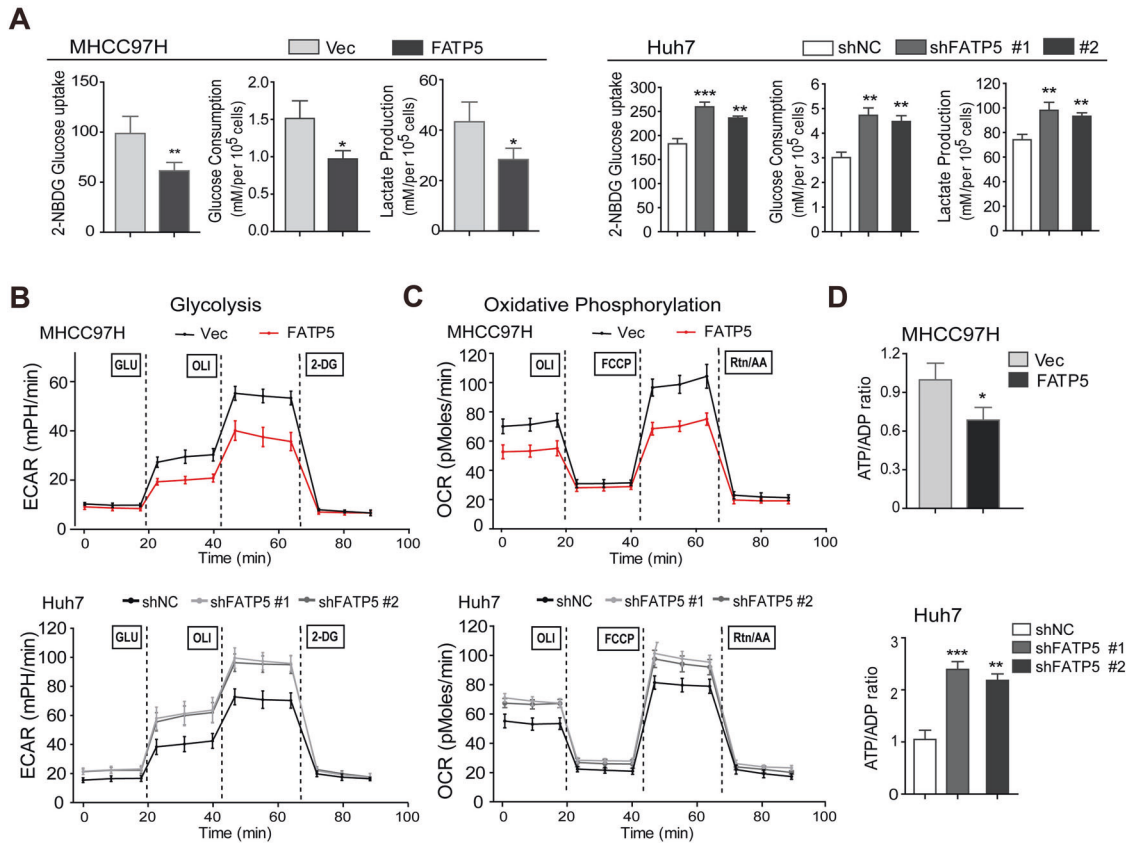 A
MHCC97H
Vec
FATP5
2-NBDG Glucose uptake
150
100
50
0
**
Glucose Consumption
(mM/per 10⁵ cells)
2.0
1.5
1.0
0.5
0.0
*
Lactate Production
(mM/per 10⁵ cells)
60
40
20
0
*
Huh7
shNC
shFATP5 #1
#2
2-NBDG Glucose uptake
300
250
200
150
100
50
0
***
**
Glucose Consumption
(mM/per 10⁵ cells)
6
5
4
3
2
1
0
**
**
Lactate Production
(mM/per 10⁵ cells)
120
100
80
60
40
20
0
**
**
B
Glycolysis
MHCC97H
Vec
FATP5
GLU
OLI
2-DG
ECAR (mPH/min)
60
40
20
0
0
20
40
60
80
100
Time (min)
Huh7
shNC
shFATP5 #1
shFATP5 #2
GLU
OLI
2-DG
ECAR (mPH/min)
120
100
80
60
40
20
0
0
20
40
60
80
100
Time (min)
C
Oxidative Phosphorylation
MHCC97H
Vec
FATP5
OLI
FCCP
Rtn/AA
OCR (pMoles/min)
120
100
80
60
40
20
0
0
20
40
60
80
100
Time (min)
Huh7
shNC
shFATP5 #1
shFATP5 #2
OLI
FCCP
Rtn/AA
OCR (pMoles/min)
120
100
80
60
40
20
0
0
20
40
60
80
100
Time (min)
D
MHCC97H
Vec
FATP5
ATP/ADP ratio
1.2
0.9
0.6
0.3
0
*
Huh7
shNC
shFATP5 #1
shFATP5 #2
ATP/ADP ratio
3
2
1
0
***
**